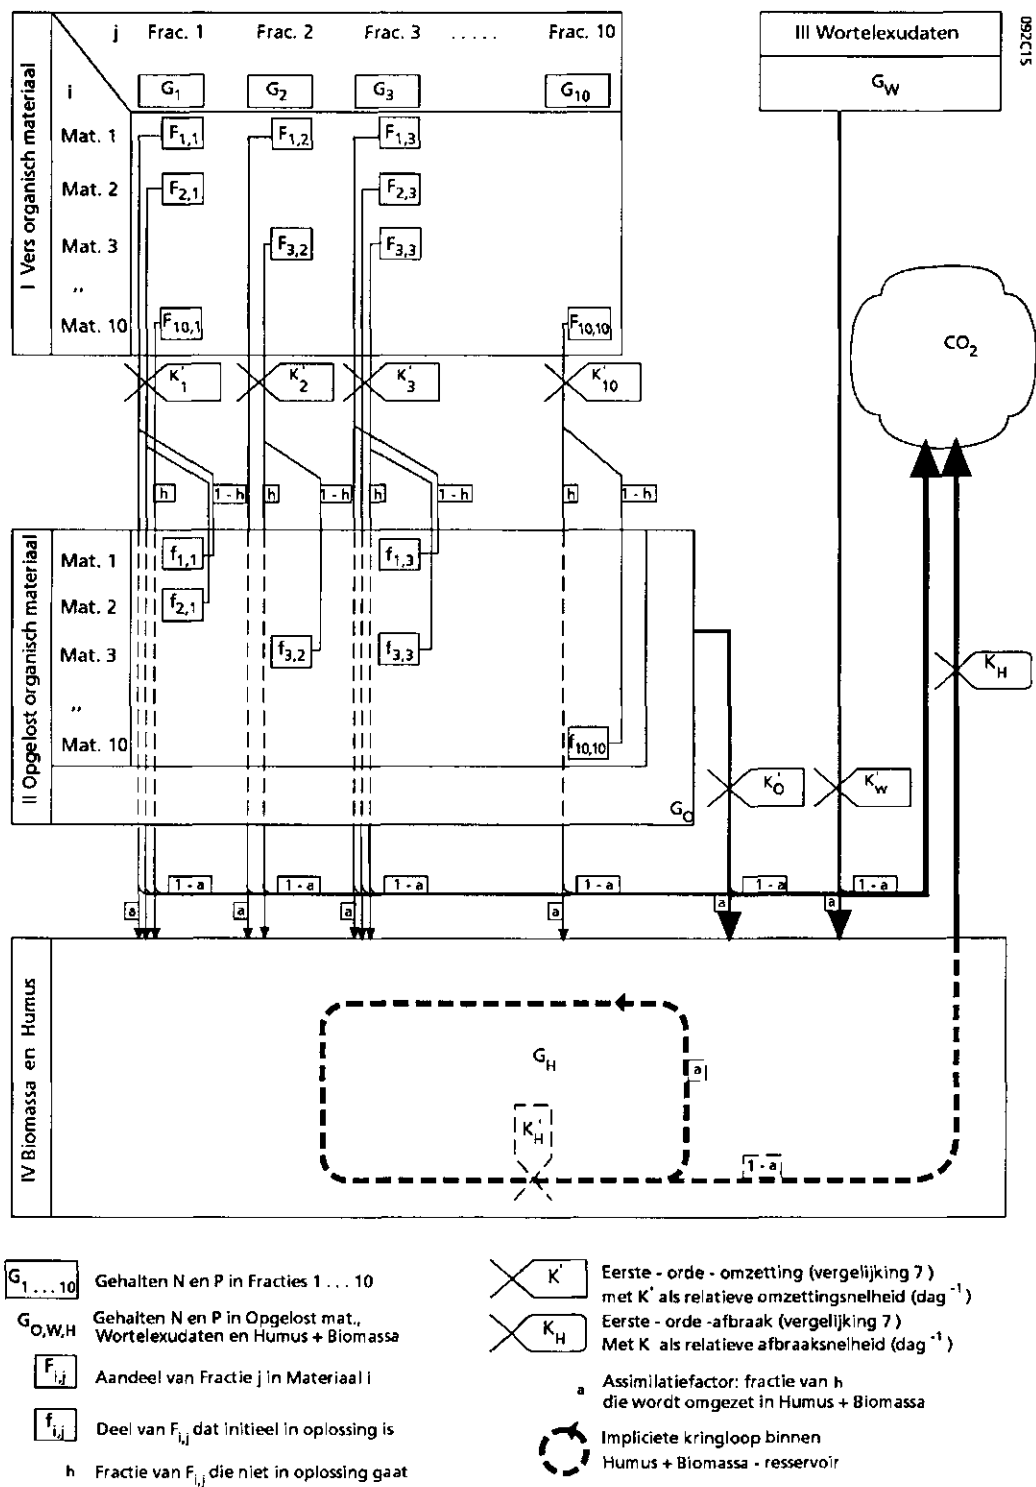 j Frac. 1 Frac. 2 Frac. 3 ..... Frac. 10
III Wortelexudaten
092C15
i G1 G2 G3 G10
GW
I Vers organisch materiaal
Mat. 1 F1,1 F1,2 F1,3
Mat. 2 F2,1 F2,3
Mat. 3 F3,2 F3,3
,,
Mat. 10 F10,1 F10,10
CO2
K'1 K'2 K'3 K'10
h 1 - h h 1 - h h 1 - h h 1 - h
II Opgelost organisch materiaal
Mat. 1 f1,1 f1,3
Mat. 2 f2,1
Mat. 3 f3,2 f3,3
,,
Mat. 10 f10,10
KH
K'O K'W
GO
1 - a 1 - a 1 - a 1 - a 1 - a 1 - a
a a a a a a
IV Biomassa en Humus
GH
a
K'H
1 - a
G1 ... 10 Gehalten N en P in Fracties 1 ... 10
GO,W,H Gehalten N en P in Opgelost mat.,
Wortelexudaten en Humus + Biomassa
Fi,j Aandeel van Fractie j in Materiaal i
fi,j Deel van Fi,j dat initieel in oplossing is
h Fractie van Fi,j die niet in oplossing gaat
K' Eerste - orde - omzetting (vergelijking 7 )
met K' als relatieve omzettingsnelheid (dag -1)
KH Eerste - orde -afbraak (vergelijking 7 )
Met K als relatieve afbraaksnelheid (dag -1)
a Assimilatiefactor: fractie van h
die wordt omgezet in Humus + Biomassa
Impliciete kringloop binnen
Humus + Biomassa - resservoir